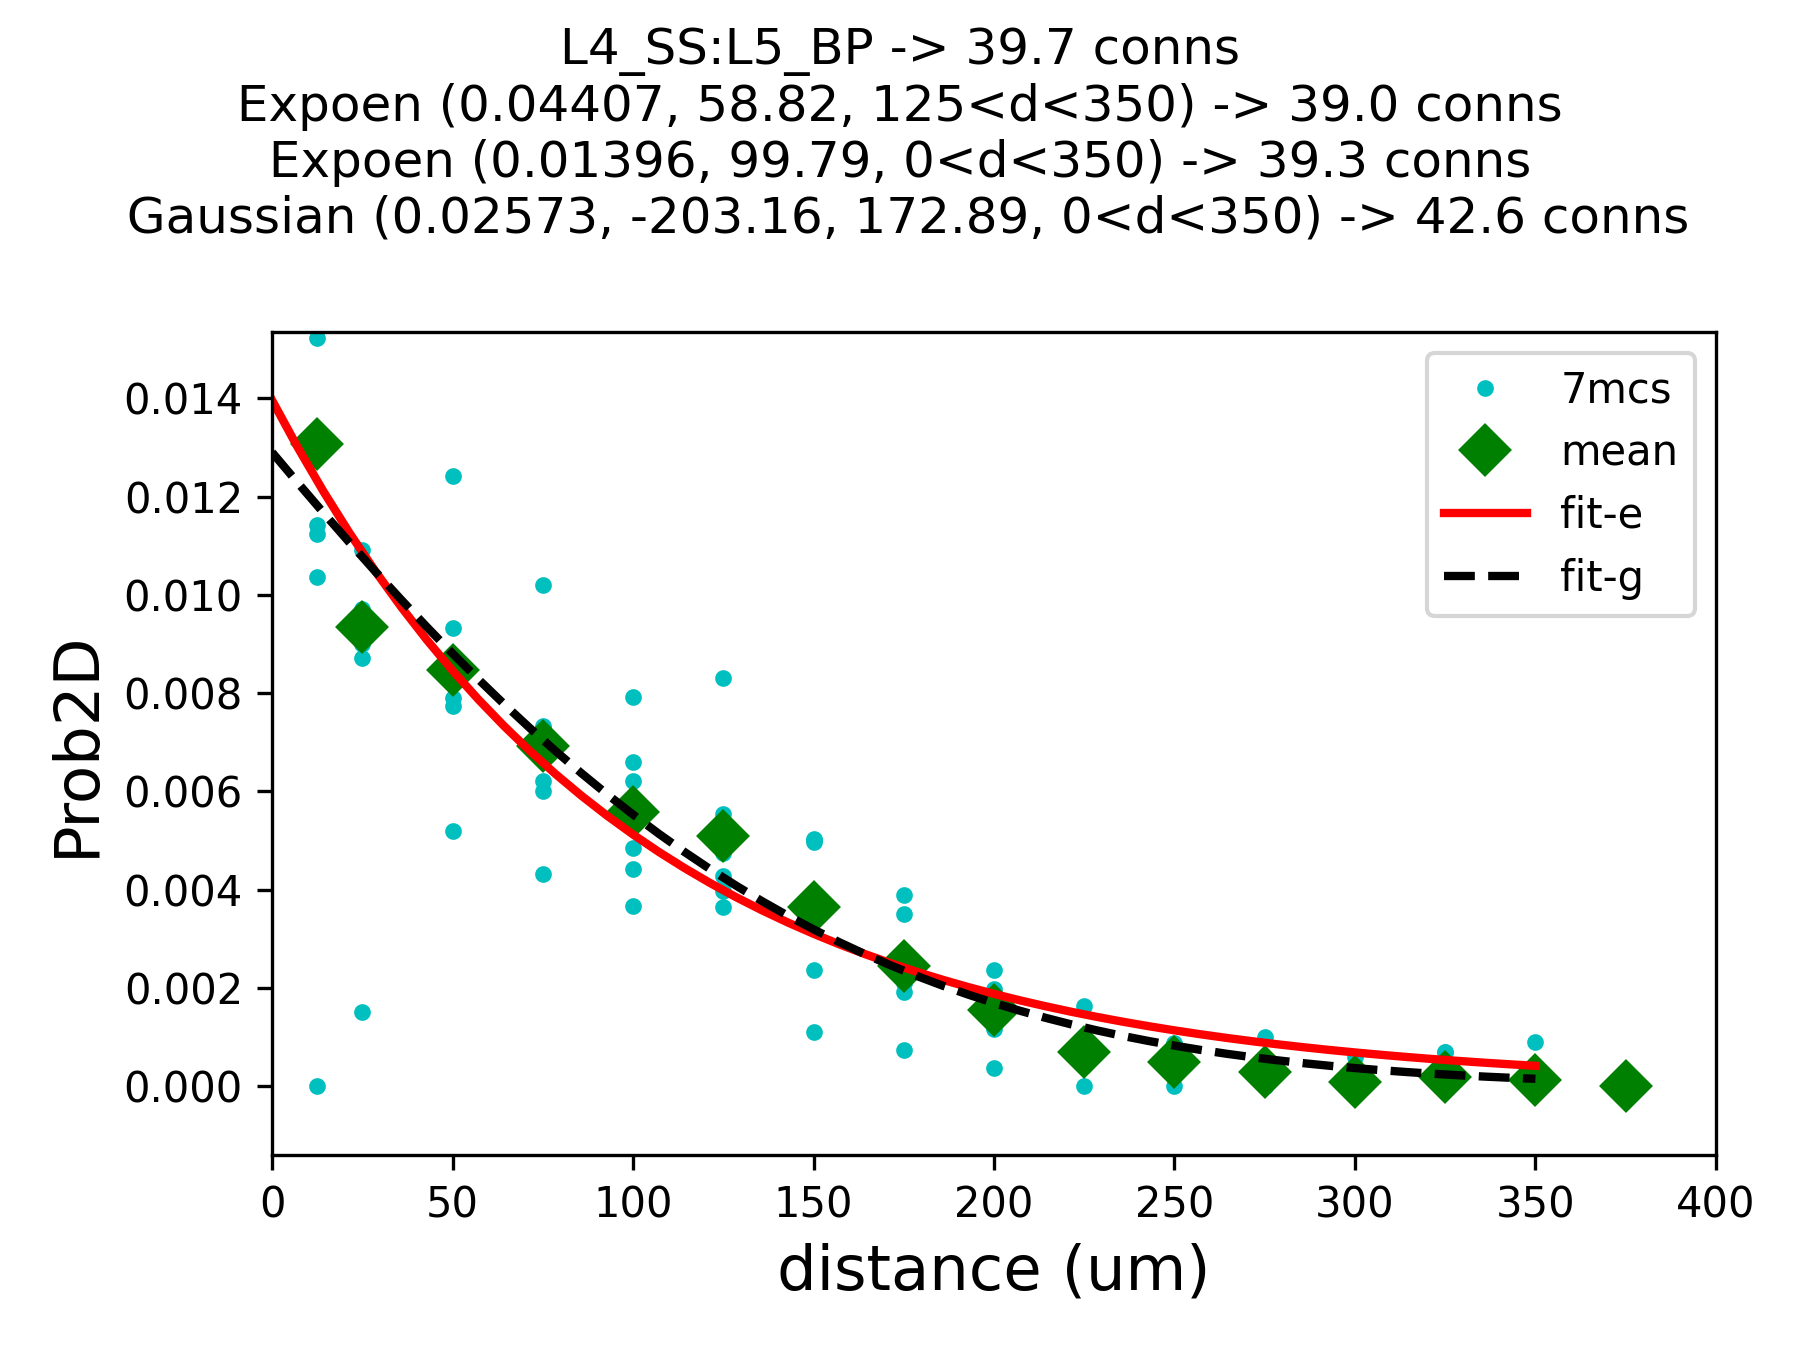 L4_SS:L5_BP -> 39.7 conns
Expoen (0.04407, 58.82, 125<d<350) -> 39.0 conns
Expoen (0.01396, 99.79, 0<d<350) -> 39.3 conns
Gaussian (0.02573, -203.16, 172.89, 0<d<350) -> 42.6 conns
7mcs
mean
fit-e
fit-g
Prob2D
0.014
0.012
0.010
0.008
0.006
0.004
0.002
0.000
0 50 100 150 200 250 300 350 400
distance (um)